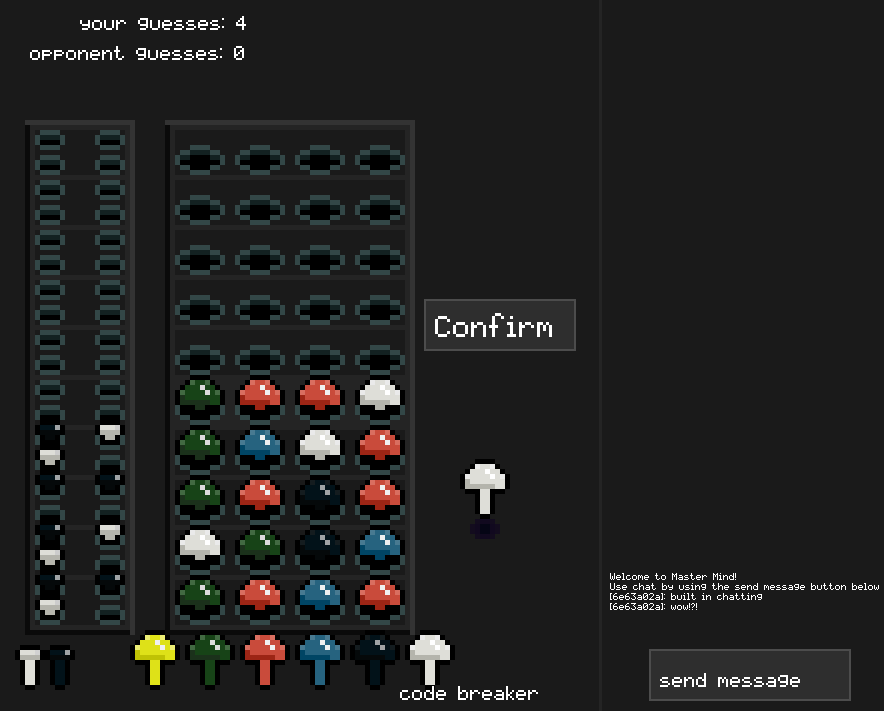 your guesses: 4
opponent guesses: 0
Confirm
Welcome to Master Mind!
Use chat by using the send message button below
[6e63a02a]: built in chatting
[6e63a02a]: wow!?!
send message
code breaker